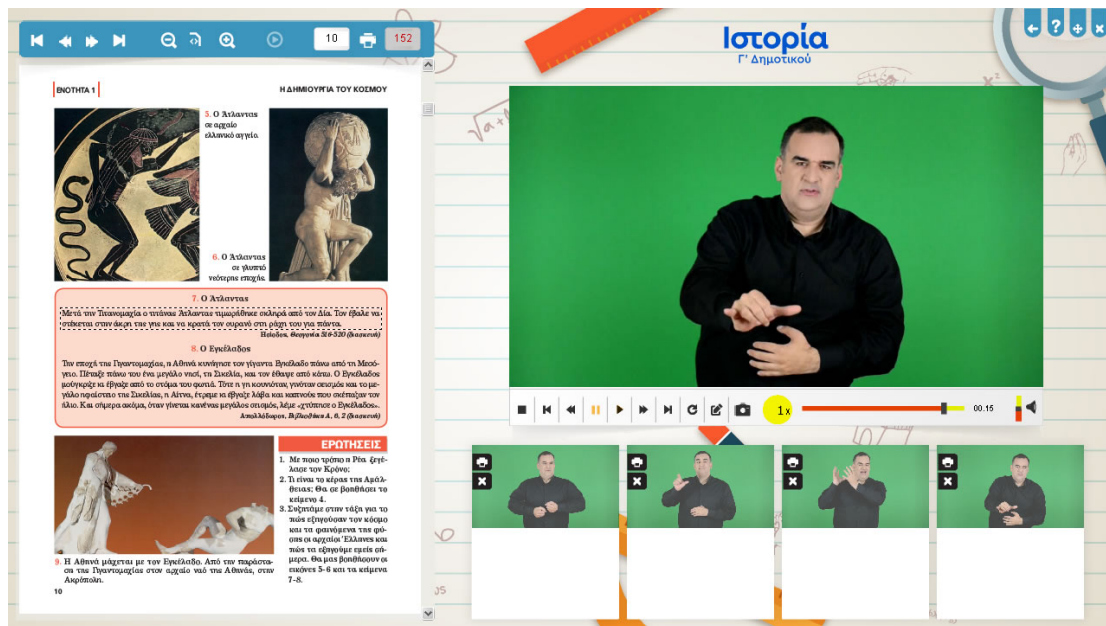 10
152
Ιστορία
Γ' Δημοτικού
ΕΝΟΤΗΤΑ 1
Η ΔΗΜΙΟΥΡΓΙΑ ΤΟΥ ΚΟΣΜΟΥ
5. Ο Άτλαντας
σε αρχαίο
ελληνικό αγγείο.
6. Ο Άτλαντας
σε γλυπτό
νεότερης εποχής.
7. Ο Άτλαντας
Μετά την Τιτανομαχία ο τιτάνας Άτλαντας τιμωρήθηκε σκληρά από τον Δία. Τον έβαλε να
στέκεται στην άκρη της γης και να κρατά τον ουρανό στη ράχη του για πάντα.
Ησίοδος, Θεογονία 516-520 (διασκευή)
8. Ο Εγκέλαδος
Την εποχή της Γιγαντομαχίας, η Αθηνά κυνήγησε τον γίγαντα Εγκέλαδο πάνω από τη Μεσό-
γειο. Πέταξε πάνω του ένα μεγάλο νησί, τη Σικελία, και τον έθαψε από κάτω. Ο Εγκέλαδος
μούγκριζε κι έβγαζε από το στόμα του φωτιά. Τότε η γη κουνιόταν, γινόταν σεισμός και το με-
γάλο ηφαίστειο της Σικελίας, η Αίτνα, έτρεμε κι έβγαζε λάβα και καπνούς που σκέπαζαν τον
ήλιο. Και σήμερα ακόμα, όταν γίνεται κανένας μεγάλος σεισμός, λέμε «χτύπησε ο Εγκέλαδος».
Απολλόδωρος, Βιβλιοθήκη Α, 6, 2 (διασκευή)
ΕΡΩΤΗΣΕΙΣ
1. Με ποιο τρόπο η Ρέα ξεγέ-
λασε τον Κρόνο;
2. Τι είναι το κέρας της Αμάλ-
θειας; Θα σε βοηθήσει το
κείμενο 4.
3. Συζητάμε στην τάξη για το
πώς εξηγούσαν τον κόσμο
και τα φαινόμενα της φύ-
σης οι αρχαίοι Έλληνες και
πώς τα εξηγούμε εμείς σή-
μερα. Θα μας βοηθήσουν οι
εικόνες 5-6 και τα κείμενα
7-8.
9. Η Αθηνά μάχεται με τον Εγκέλαδο. Από την παράστα-
ση της Γιγαντομαχίας στον αρχαίο ναό της Αθηνάς, στην
Ακρόπολη.
10
1x
00.15